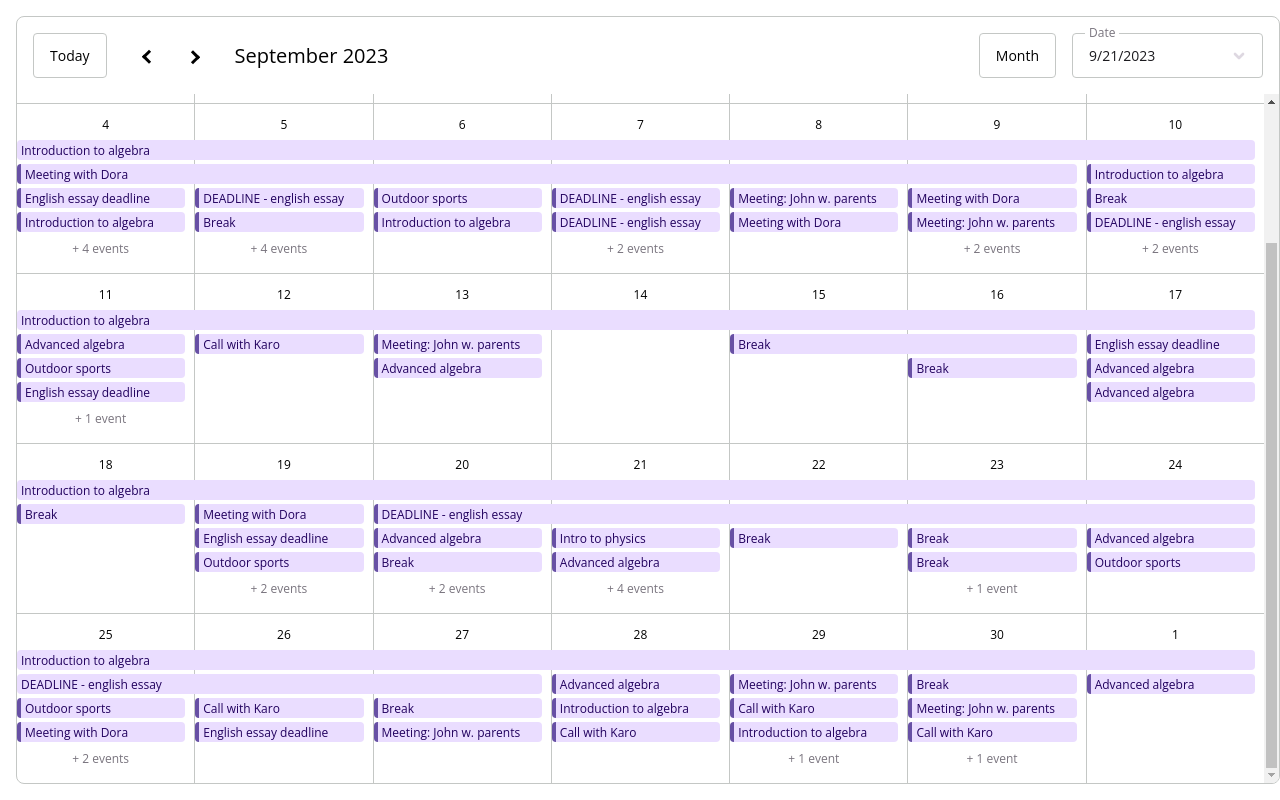 Today
September 2023
Month
Date
9/21/2023
4 5 6 7 8 9 10
Introduction to algebra
Meeting with Dora Introduction to algebra
English essay deadline DEADLINE - english essay Outdoor sports DEADLINE - english essay Meeting: John w. parents Meeting with Dora Break
Introduction to algebra Break Introduction to algebra DEADLINE - english essay Meeting with Dora Meeting: John w. parents DEADLINE - english essay
+ 4 events + 4 events + 2 events + 2 events + 2 events
11 12 13 14 15 16 17
Introduction to algebra
Advanced algebra Call with Karo Meeting: John w. parents Break English essay deadline
Outdoor sports Advanced algebra Break Advanced algebra
English essay deadline Advanced algebra
+ 1 event
18 19 20 21 22 23 24
Introduction to algebra
Break Meeting with Dora DEADLINE - english essay
English essay deadline Advanced algebra Intro to physics Break Break Advanced algebra
Outdoor sports Break Advanced algebra Break Outdoor sports
+ 2 events + 2 events + 4 events + 1 event
25 26 27 28 29 30 1
Introduction to algebra
DEADLINE - english essay Advanced algebra Meeting: John w. parents Break Advanced algebra
Outdoor sports Call with Karo Break Introduction to algebra Call with Karo Meeting: John w. parents
Meeting with Dora English essay deadline Meeting: John w. parents Call with Karo Introduction to algebra Call with Karo
+ 2 events + 1 event + 1 event